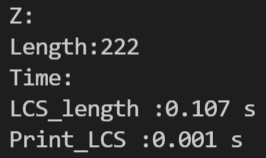 Z:
Length:222
Time:
LCS_length :0.107 s
Print_LCS :0.001 s